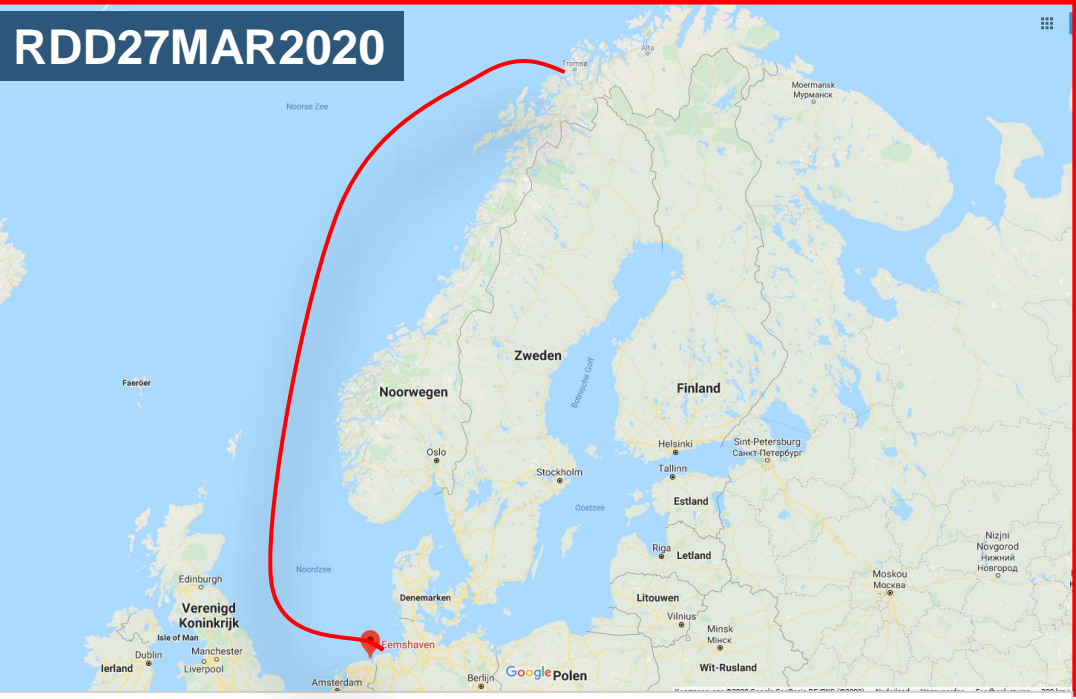 RDD27MAR2020
Alta
Tromsø
Moermansk
Мурманск
Noorse Zee
Zweden
Botnische Golf
Faeröer
Noorwegen
Finland
Oslo
Helsinki
Sint-Petersburg
Санкт-Петербург
Stockholm
Tallinn
Estland
Oostzee
Nizjni
Novgorod
Нижний
Новгород
Riga
Letland
Noordzee
Moskou
Москва
Edinburgh
Denemarken
Litouwen
Verenigd
Koninkrijk
Vilnius
Isle of Man
Minsk
Мінск
Eemshaven
Dublin
Manchester
Ierland
Liverpool
Wit-Rusland
Google
Polen
Amsterdam
Berlijn